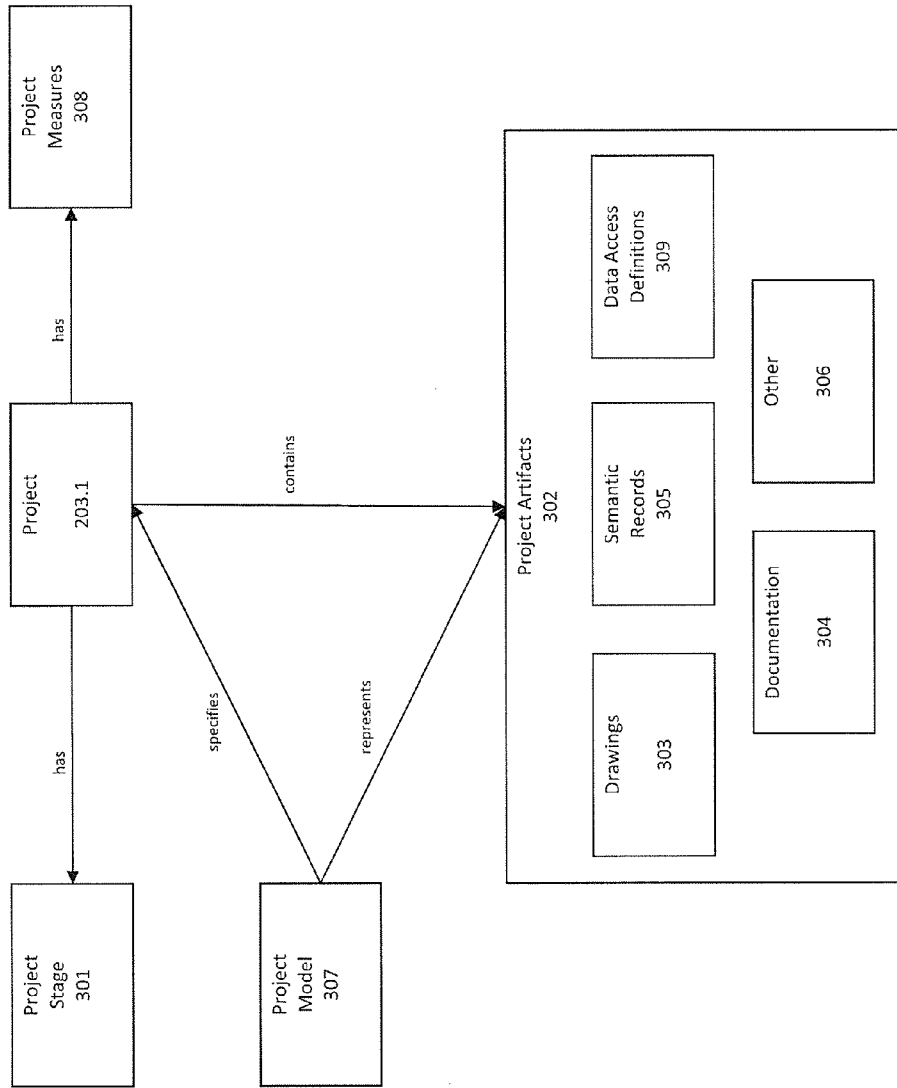 Project
Stage
301
has
Project
203.1
has
Project
Measures
308
Project
Model
307
specifies
represents
contains
Project Artifacts
302
Drawings
303
Semantic
Records
305
Data Access
Definitions
309
Documentation
304
Other
306